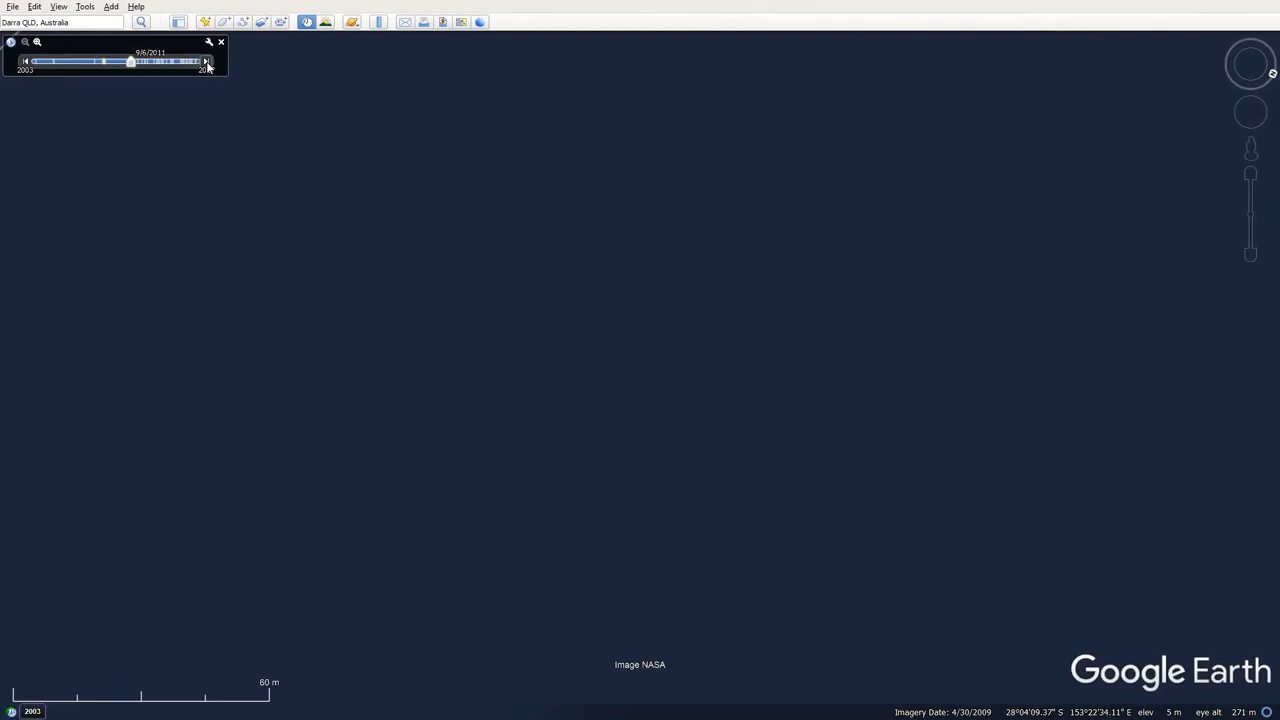 File Edit View Tools Add Help
Darra QLD, Australia
9/6/2011
2003
Image NASA
Google Earth
60 m
2003
Imagery Date: 4/30/2009 28°04'09.37" S 153°22'34.11" E elev 5 m eye alt 271 m